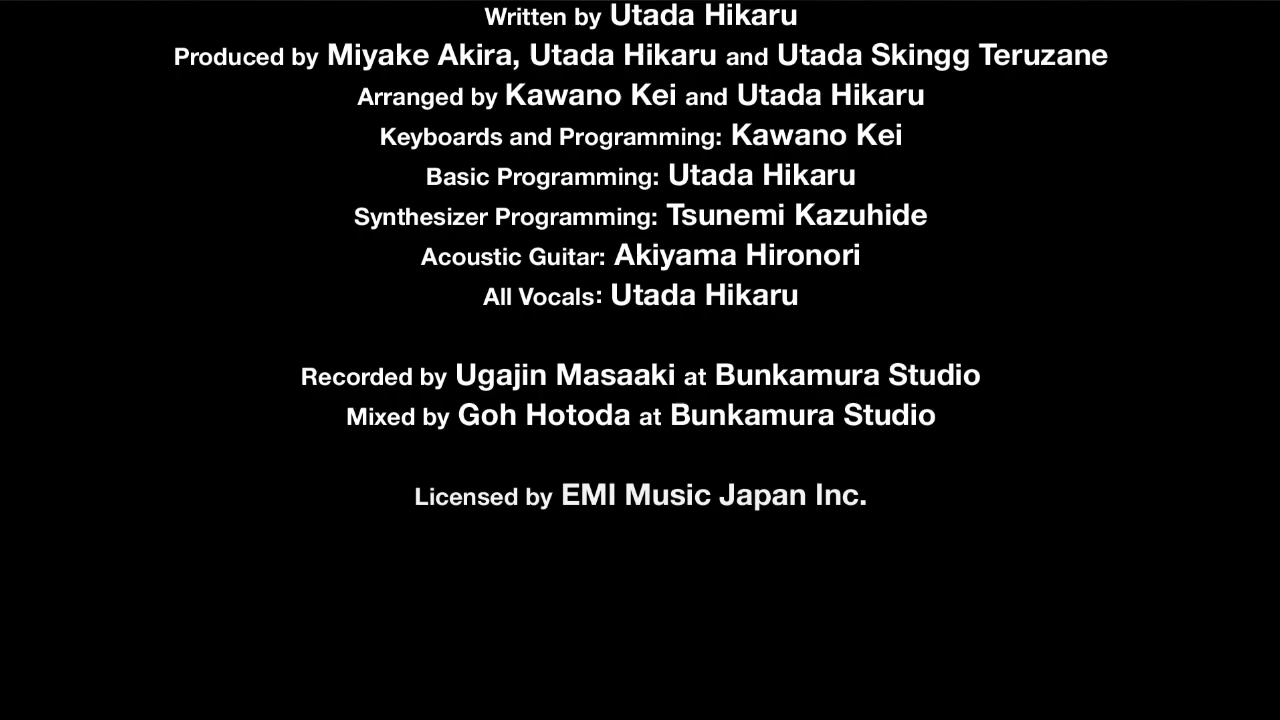 Written by Utada Hikaru
Produced by Miyake Akira, Utada Hikaru and Utada Skingg Teruzane
Arranged by Kawano Kei and Utada Hikaru
Keyboards and Programming: Kawano Kei
Basic Programming: Utada Hikaru
Synthesizer Programming: Tsunemi Kazuhide
Acoustic Guitar: Akiyama Hironori
All Vocals: Utada Hikaru
Recorded by Ugajin Masaaki at Bunkamura Studio
Mixed by Goh Hotoda at Bunkamura Studio
Licensed by EMI Music Japan Inc.